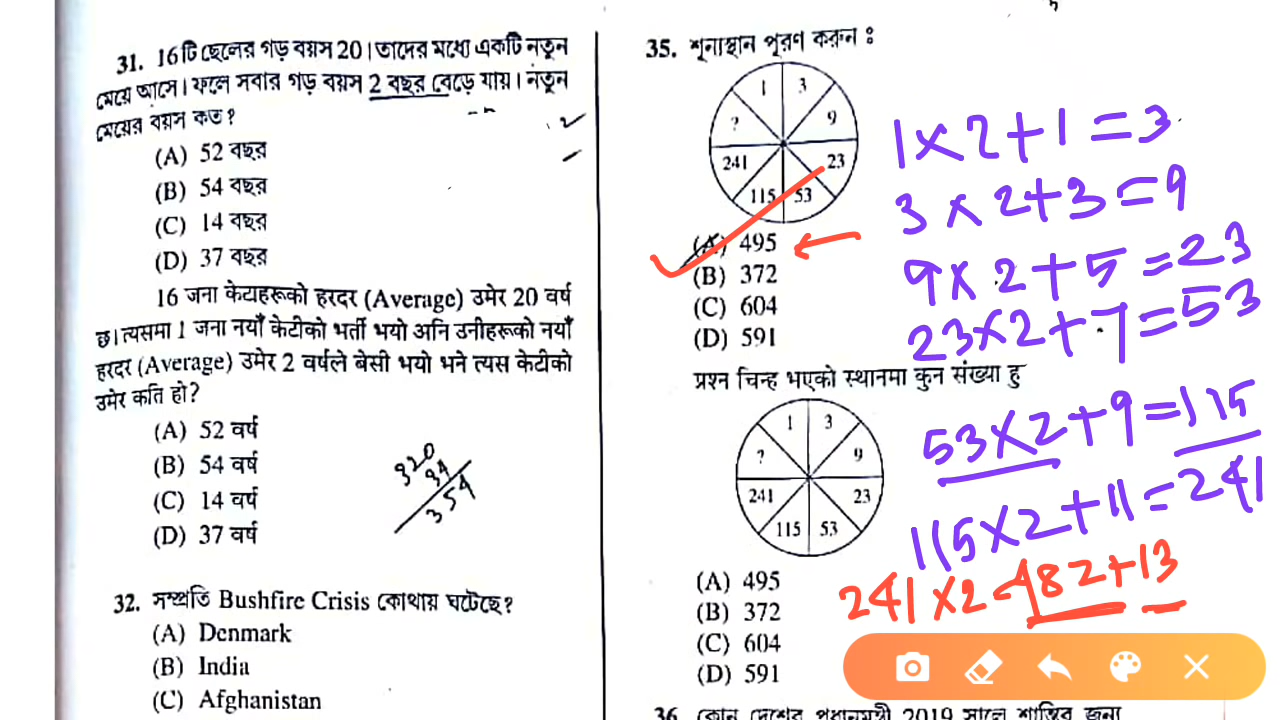 31. 16টি ছেলের গড় বয়স 20। তাদের মধ্যে একটি নতুন
মেয়ে আসে। ফলে সবার গড় বয়স 2 বছর বেড়ে যায়। নতুন
মেয়ের বয়স কত?
(A) 52 বছর
(B) 54 বছর
(C) 14 বছর
(D) 37 বছর
16 जना केटाहरूको हरदर (Average) उमेर 20 वर्ष
छ। त्यसमा 1 जना नयाँ केटीको भर्ती भयो अनि उनीहरूको नयाँ
हरदर (Average) उमेर 2 वर्षले बेसी भयो भने त्यस केटीको
उमेर कति हो?
(A) 52 वर्ष
(B) 54 वर्ष
(C) 14 वर्ष
(D) 37 वर्ष
320
34
354
32. সম্প্রতি Bushfire Crisis কোথায় ঘটেছে?
(A) Denmark
(B) India
(C) Afghanistan
35. শূন্যস্থান পূরণ করুন :
1 3
? 9
241 23
115 53
(A) 495
(B) 372
(C) 604
(D) 591
प्रश्न चिन्ह भएको स्थानमा कुन संख्या हु
1 3
? 9
241 23
115 53
(A) 495
(B) 372
(C) 604
(D) 591
36 কোন দেশের প্রধানমন্ত্রী 2019 সালে শান্তির জন্য
1×2+1=3
3×2+3=9
9×2+5=23
23×2+7=53
53×2+9=115
115×2+11=241
241×2=482+13